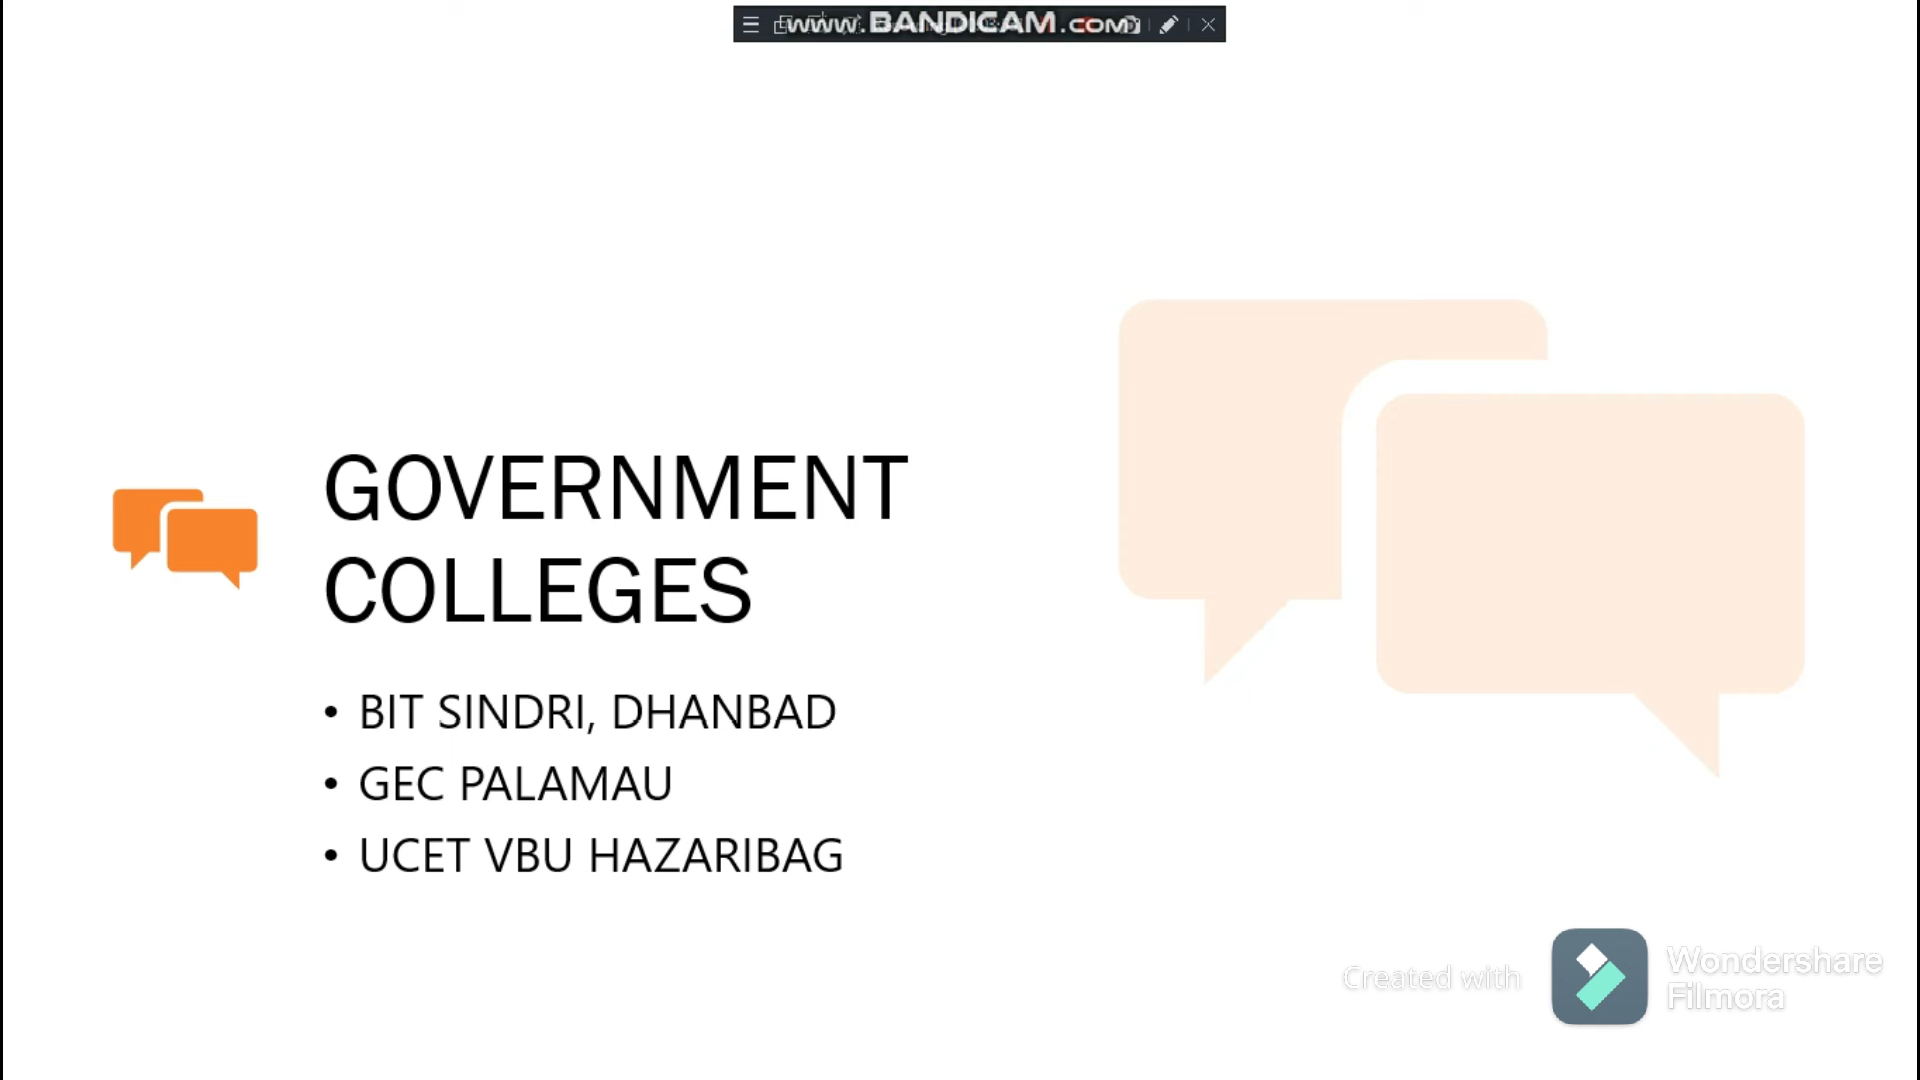 www.BANDICAM.COM
GOVERNMENT
COLLEGES
• BIT SINDRI, DHANBAD
• GEC PALAMAU
• UCET VBU HAZARIBAG
Created with
Wondershare
Filmora